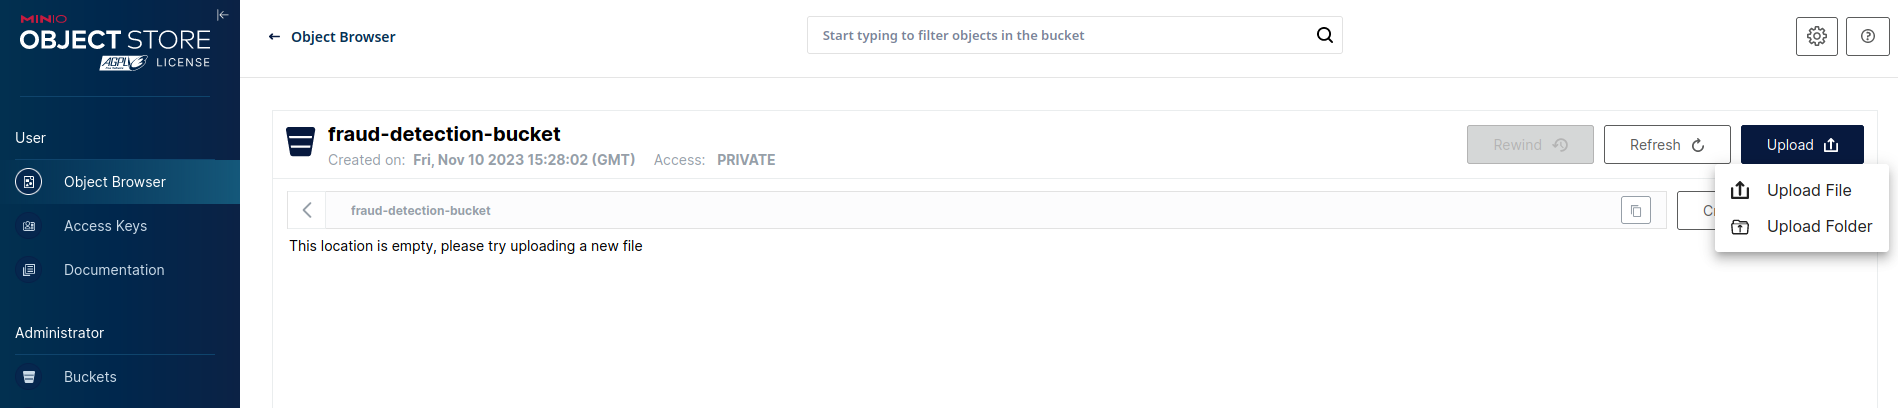 MINIO
OBJECT STORE
AGPLv3 LICENSE
User
Object Browser
Access Keys
Documentation
Administrator
Buckets
Object Browser
Start typing to filter objects in the bucket
fraud-detection-bucket
Created on: Fri, Nov 10 2023 15:28:02 (GMT) Access: PRIVATE
Rewind
Refresh
Upload
Upload File
Upload Folder
fraud-detection-bucket
This location is empty, please try uploading a new file